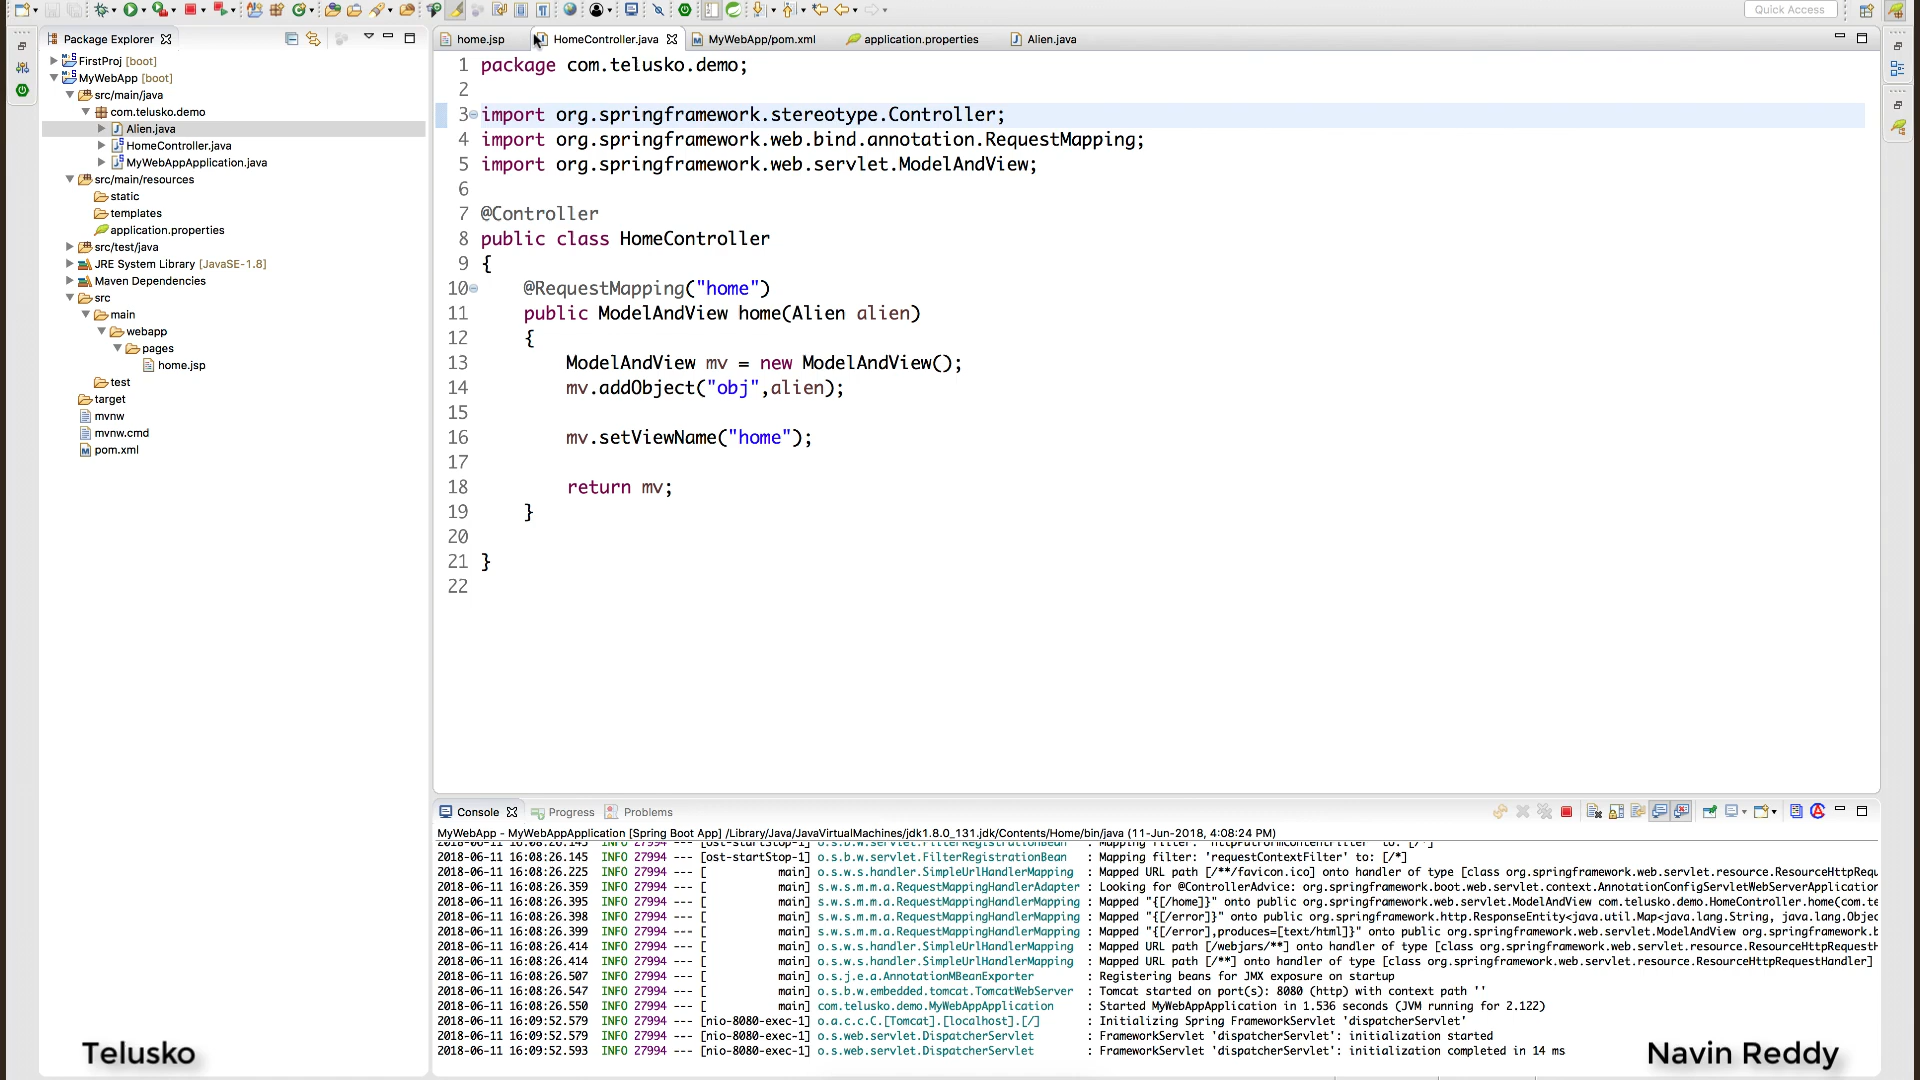 Quick Access
Package Explorer
FirstProj [boot]
MyWebApp [boot]
src/main/java
com.telusko.demo
Alien.java
HomeController.java
MyWebAppApplication.java
src/main/resources
static
templates
application.properties
src/test/java
JRE System Library [JavaSE-1.8]
Maven Dependencies
src
main
webapp
pages
home.jsp
test
target
mvnw
mvnw.cmd
pom.xml
home.jsp HomeController.java MyWebApp/pom.xml application.properties Alien.java
1 package com.telusko.demo;
2
3 import org.springframework.stereotype.Controller;
4 import org.springframework.web.bind.annotation.RequestMapping;
5 import org.springframework.web.servlet.ModelAndView;
6
7 @Controller
8 public class HomeController
9 {
10 @RequestMapping("home")
11 public ModelAndView home(Alien alien)
12 {
13 ModelAndView mv = new ModelAndView();
14 mv.addObject("obj",alien);
15
16 mv.setViewName("home");
17
18 return mv;
19 }
20
21 }
22
Console Progress Problems
MyWebApp - MyWebAppApplication [Spring Boot App] /Library/Java/JavaVirtualMachines/jdk1.8.0_131.jdk/Contents/Home/bin/java (11-Jun-2018, 4:08:24 PM)
2018-06-11 16:08:26.145 INFO 27994 --- [ost-startStop-1] o.s.b.w.servlet.FilterRegistrationBean : Mapping filter: 'httpPutFormContentFilter' to: [/*]
2018-06-11 16:08:26.145 INFO 27994 --- [ost-startStop-1] o.s.b.w.servlet.FilterRegistrationBean : Mapping filter: 'requestContextFilter' to: [/*]
2018-06-11 16:08:26.225 INFO 27994 --- [ main] o.s.w.s.handler.SimpleUrlHandlerMapping : Mapped URL path [/**/favicon.ico] onto handler of type [class org.springframework.web.servlet.resource.ResourceHttpRequ
2018-06-11 16:08:26.359 INFO 27994 --- [ main] s.w.s.m.m.a.RequestMappingHandlerAdapter : Looking for @ControllerAdvice: org.springframework.boot.web.servlet.context.AnnotationConfigServletWebServerApplication
2018-06-11 16:08:26.395 INFO 27994 --- [ main] s.w.s.m.m.a.RequestMappingHandlerMapping : Mapped "{[/home]}" onto public org.springframework.web.servlet.ModelAndView com.telusko.demo.HomeController.home(com.te
2018-06-11 16:08:26.398 INFO 27994 --- [ main] s.w.s.m.m.a.RequestMappingHandlerMapping : Mapped "{[/error]}" onto public org.springframework.http.ResponseEntity<java.util.Map<java.lang.String, java.lang.Objec
2018-06-11 16:08:26.399 INFO 27994 --- [ main] s.w.s.m.m.a.RequestMappingHandlerMapping : Mapped "{[/error],produces=[text/html]}" onto public org.springframework.web.servlet.ModelAndView org.springframework.b
2018-06-11 16:08:26.414 INFO 27994 --- [ main] o.s.w.s.handler.SimpleUrlHandlerMapping : Mapped URL path [/webjars/**] onto handler of type [class org.springframework.web.servlet.resource.ResourceHttpRequestH
2018-06-11 16:08:26.414 INFO 27994 --- [ main] o.s.w.s.handler.SimpleUrlHandlerMapping : Mapped URL path [/**] onto handler of type [class org.springframework.web.servlet.resource.ResourceHttpRequestHandler]
2018-06-11 16:08:26.507 INFO 27994 --- [ main] o.s.j.e.a.AnnotationMBeanExporter : Registering beans for JMX exposure on startup
2018-06-11 16:08:26.547 INFO 27994 --- [ main] o.s.b.w.embedded.tomcat.TomcatWebServer : Tomcat started on port(s): 8080 (http) with context path ''
2018-06-11 16:08:26.550 INFO 27994 --- [ main] com.telusko.demo.MyWebAppApplication : Started MyWebAppApplication in 1.536 seconds (JVM running for 2.122)
2018-06-11 16:09:52.579 INFO 27994 --- [nio-8080-exec-1] o.a.c.c.C.[Tomcat].[localhost].[/] : Initializing Spring FrameworkServlet 'dispatcherServlet'
2018-06-11 16:09:52.579 INFO 27994 --- [nio-8080-exec-1] o.s.web.servlet.DispatcherServlet : FrameworkServlet 'dispatcherServlet': initialization started
2018-06-11 16:09:52.593 INFO 27994 --- [nio-8080-exec-1] o.s.web.servlet.DispatcherServlet : FrameworkServlet 'dispatcherServlet': initialization completed in 14 ms
Telusko
Navin Reddy